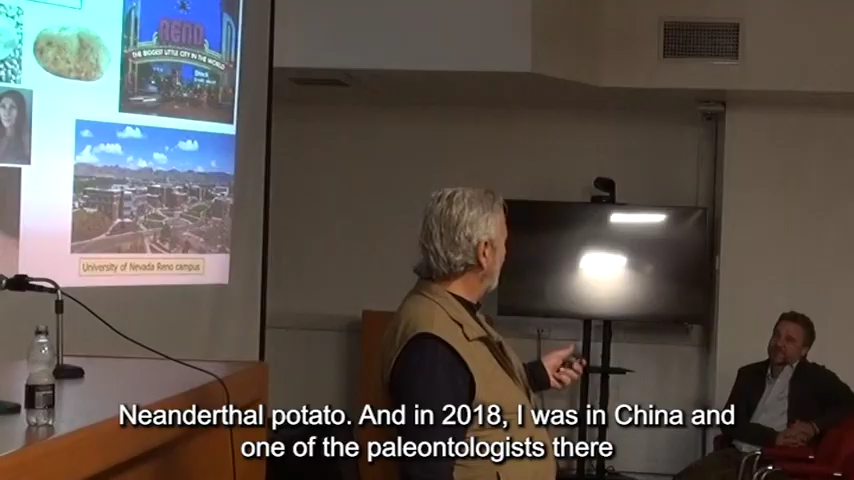 RENO
THE BIGGEST LITTLE CITY IN THE WORLD
University of Nevada Reno campus
Neanderthal potato. And in 2018, I was in China and
one of the paleontologists there